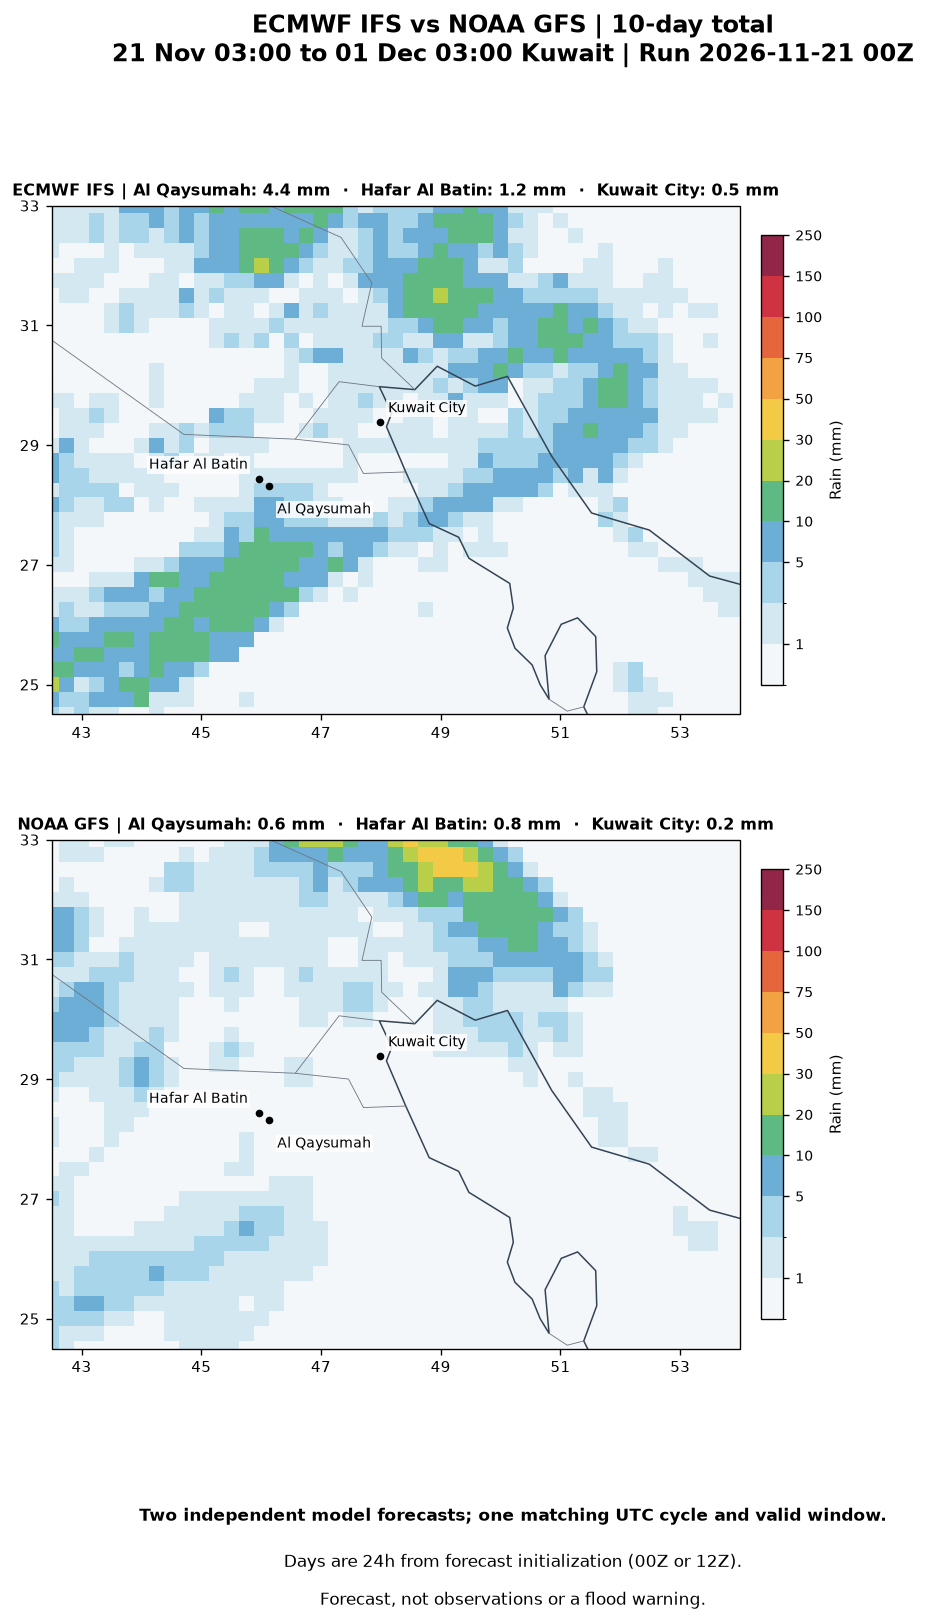 ECMWF IFS vs NOAA GFS | 10-day total
21 Nov 03:00 to 01 Dec 03:00 Kuwait | Run 2026-11-21 00Z
ECMWF IFS | Al Qaysumah: 4.4 mm · Hafar Al Batin: 1.2 mm · Kuwait City: 0.5 mm
33
31
29
27
25
43
45
47
49
51
53
Kuwait City
Hafar Al Batin
Al Qaysumah
250
150
100
75
50
30
20
10
5
1
Rain (mm)
NOAA GFS | Al Qaysumah: 0.6 mm · Hafar Al Batin: 0.8 mm · Kuwait City: 0.2 mm
33
31
29
27
25
43
45
47
49
51
53
Kuwait City
Hafar Al Batin
Al Qaysumah
250
150
100
75
50
30
20
10
5
1
Rain (mm)
Two independent model forecasts; one matching UTC cycle and valid window.
Days are 24h from forecast initialization (00Z or 12Z).
Forecast, not observations or a flood warning.